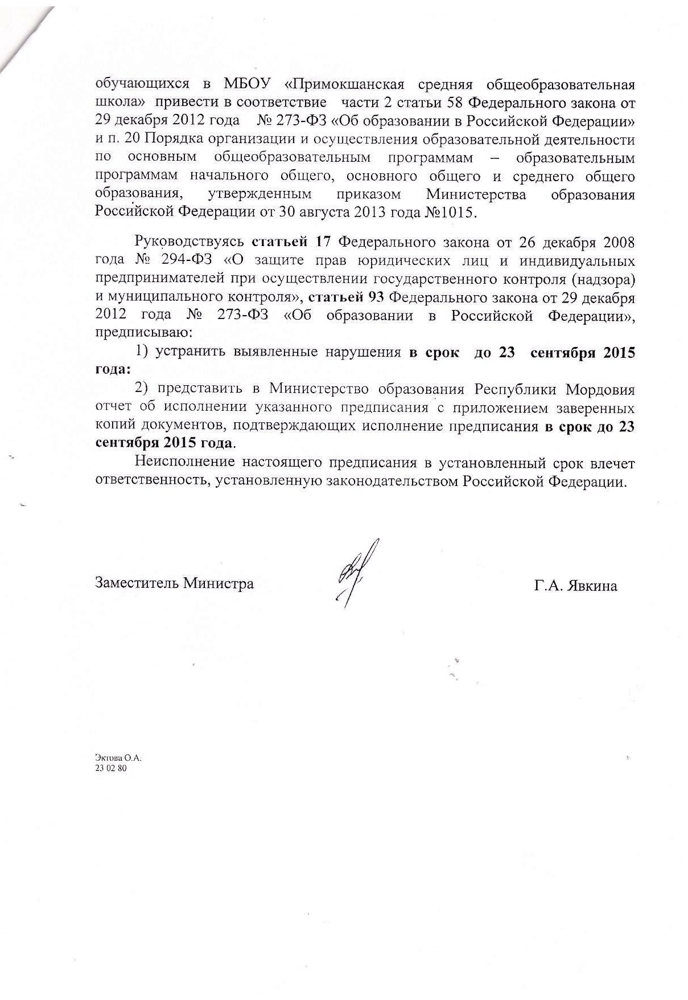 обучающихся в МБОУ «Примокшанская средняя общеобразовательная
школа» привести в соответствие части 2 статьи 58 Федерального закона от
29 декабря 2012 года № 273-ФЗ «Об образовании в Российской Федерации»
и п. 20 Порядка организации и осуществления образовательной деятельности
по основным общеобразовательным программам – образовательным
программам начального общего, основного общего и среднего общего
образования, утвержденным приказом Министерства образования
Российской Федерации от 30 августа 2013 года №1015.
Руководствуясь статьей 17 Федерального закона от 26 декабря 2008
года № 294-ФЗ «О защите прав юридических лиц и индивидуальных
предпринимателей при осуществлении государственного контроля (надзора)
и муниципального контроля», статьей 93 Федерального закона от 29 декабря
2012 года № 273-ФЗ «Об образовании в Российской Федерации»,
предписываю:
1) устранить выявленные нарушения в срок до 23 сентября 2015
года:
2) представить в Министерство образования Республики Мордовия
отчет об исполнении указанного предписания с приложением заверенных
копий документов, подтверждающих исполнение предписания в срок до 23
сентября 2015 года.
Неисполнение настоящего предписания в установленный срок влечет
ответственность, установленную законодательством Российской Федерации.
Заместитель Министра Г.А. Явкина
Эктова О.А.
23 02 80